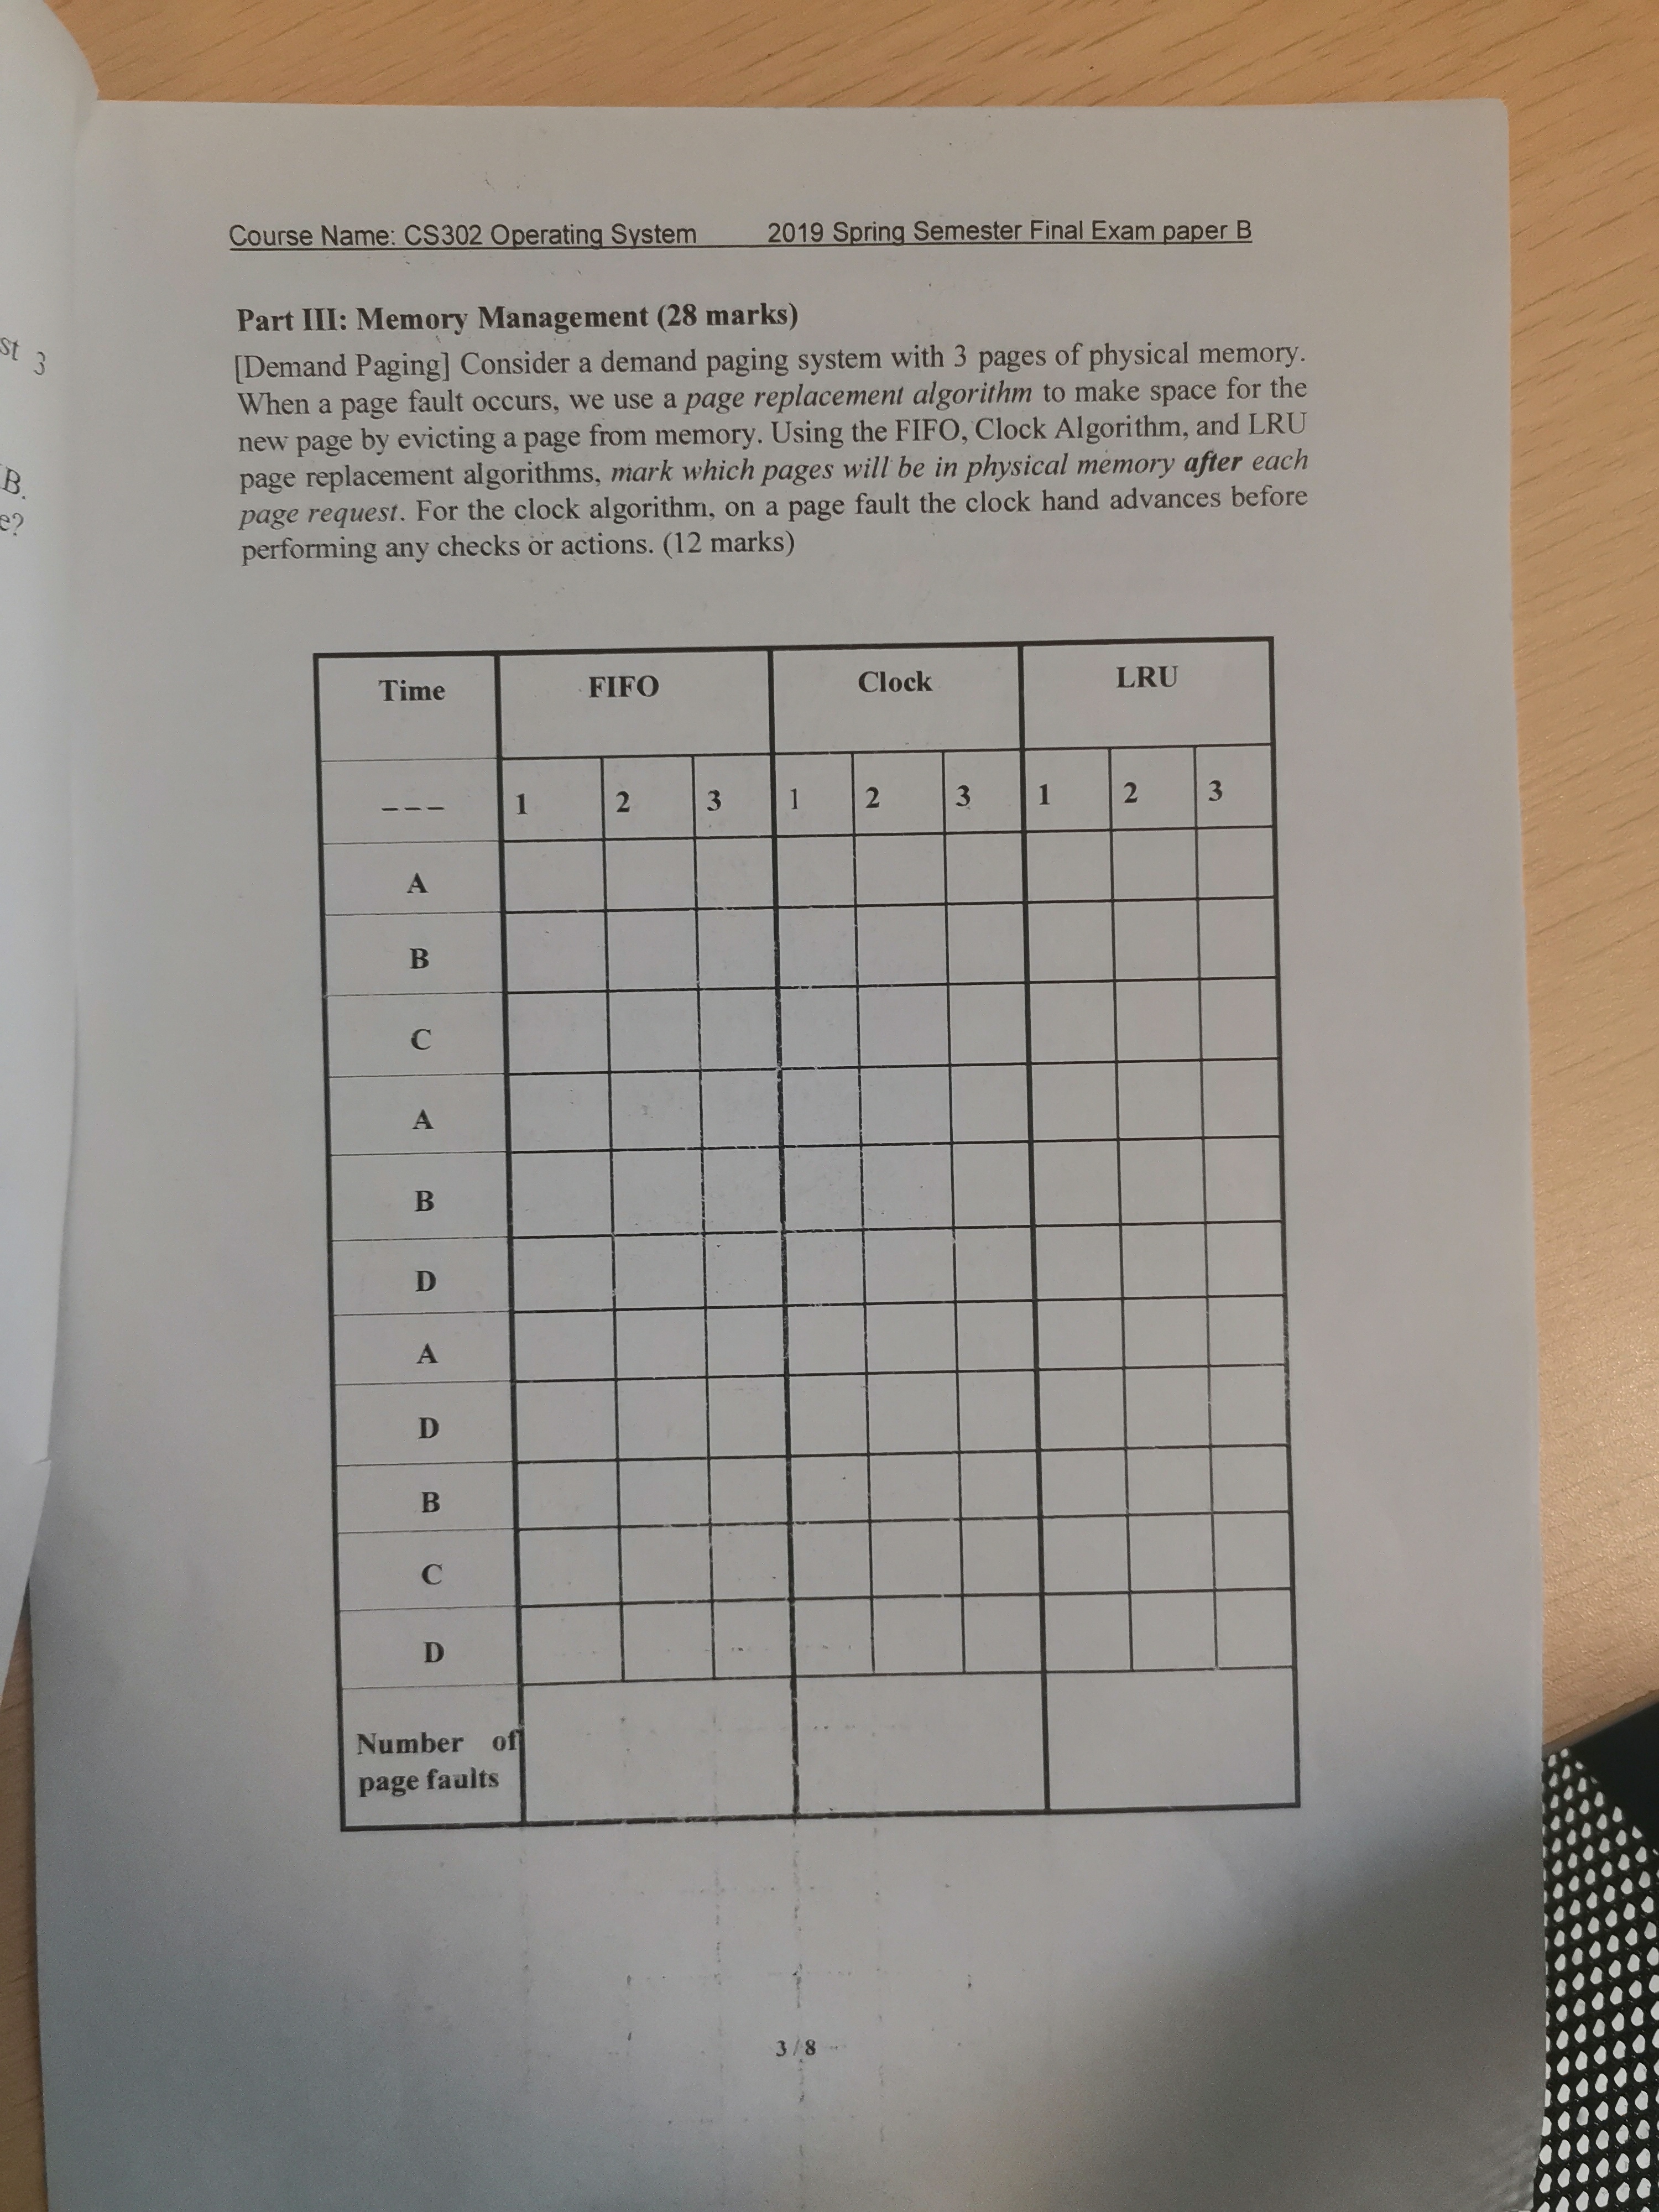 st 3
B.
e?
Course Name: CS302 Operating System 2019 Spring Semester Final Exam paper B
Part III: Memory Management (28 marks)
[Demand Paging] Consider a demand paging system with 3 pages of physical memory.
When a page fault occurs, we use a page replacement algorithm to make space for the
new page by evicting a page from memory. Using the FIFO, Clock Algorithm, and LRU
page replacement algorithms, mark which pages will be in physical memory after each
page request. For the clock algorithm, on a page fault the clock hand advances before
performing any checks or actions. (12 marks)
Time FIFO Clock LRU
--- 1 2 3 1 2 3 1 2 3
A
B
C
A
B
D
A
D
B
C
D
Number of
page faults
3 / 8